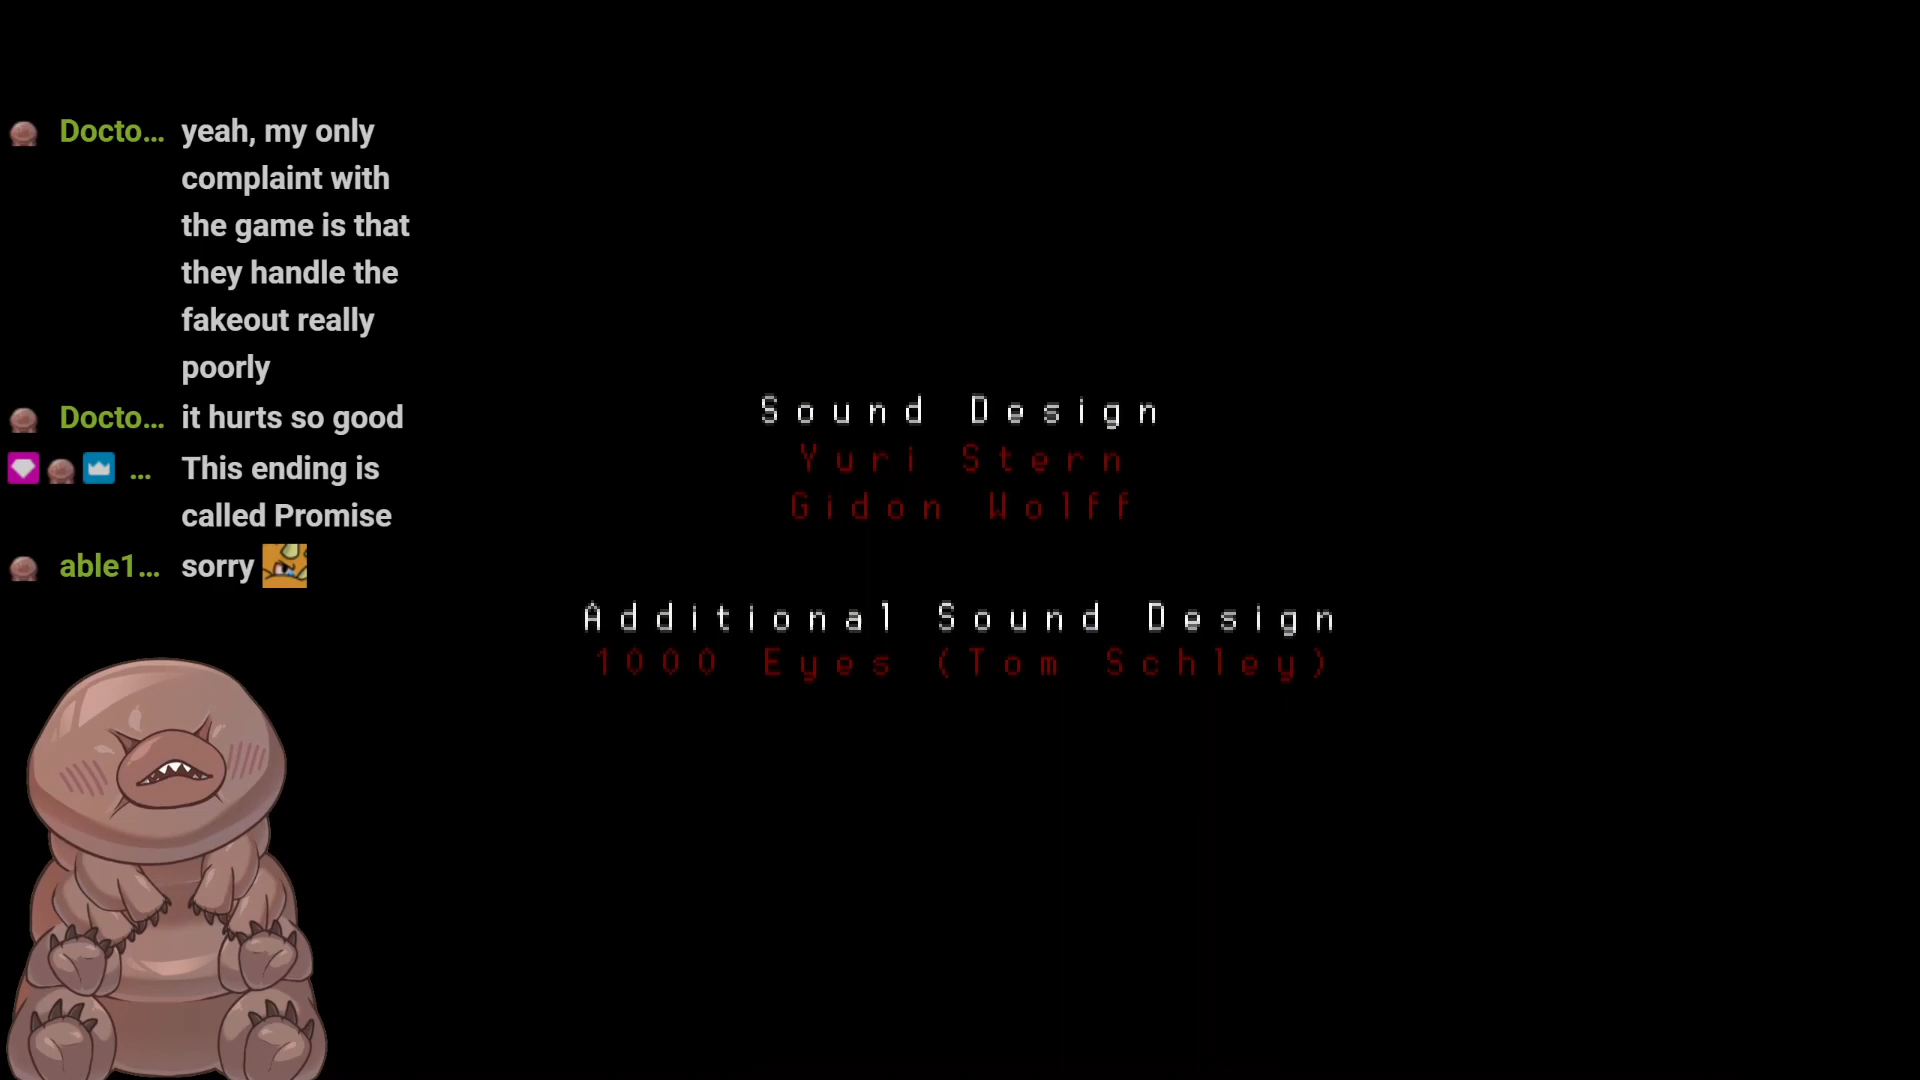 Docto... yeah, my only
complaint with
the game is that
they handle the
fakeout really
poorly
Docto... it hurts so good
... This ending is
called Promise
able1... sorry
Sound Design
Yuri Stern
Gidon Wolff
Additional Sound Design
1000 Eyes (Tom Schley)